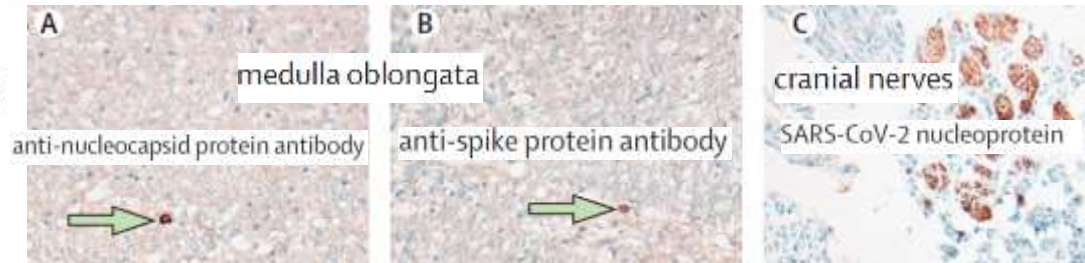 A
B
C
medulla oblongata
cranial nerves
anti-nucleocapsid protein antibody
anti-spike protein antibody
SARS-CoV-2 nucleoprotein